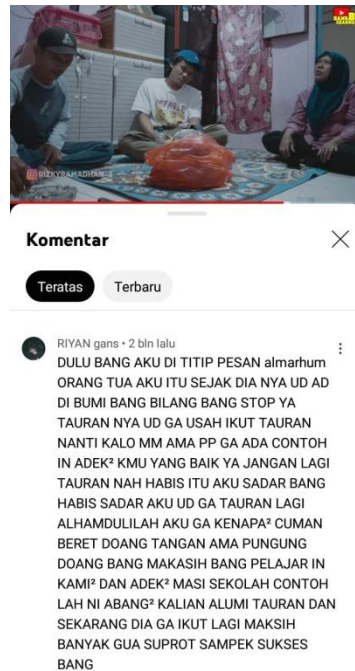 BANG B
CHANNEL
RIZKYRAMADHAN-3
Komentar
Teratas
Terbaru
RIYAN gans • 2 bln lalu
DULU BANG AKU DI TITIP PESAN almarhum
ORANG TUA AKU ITU SEJAK DIA NYA UD AD
DI BUMI BANG BILANG BANG STOP YA
TAURAN NYA UD GA USAH IKUT TAURAN
NANTI KALO MM AMA PP GA ADA CONTOH
IN ADEK² KMU YANG BAIK YA JANGAN LAGI
TAURAN NAH HABIS ITU AKU SADAR BANG
HABIS SADAR AKU UD GA TAURAN LAGI
ALHAMDULILAH AKU GA KENAPA² CUMAN
BERET DOANG TANGAN AMA PUNGUNG
DOANG BANG MAKASIH BANG PELAJAR IN
KAMI² DAN ADEK² MASI SEKOLAH CONTOH
LAH NI ABANG² KALIAN ALUMI TAURAN DAN
SEKARANG DIA GA IKUT LAGI MAKSIH
BANYAK GUA SUPROT SAMPEK SUKSES
BANG